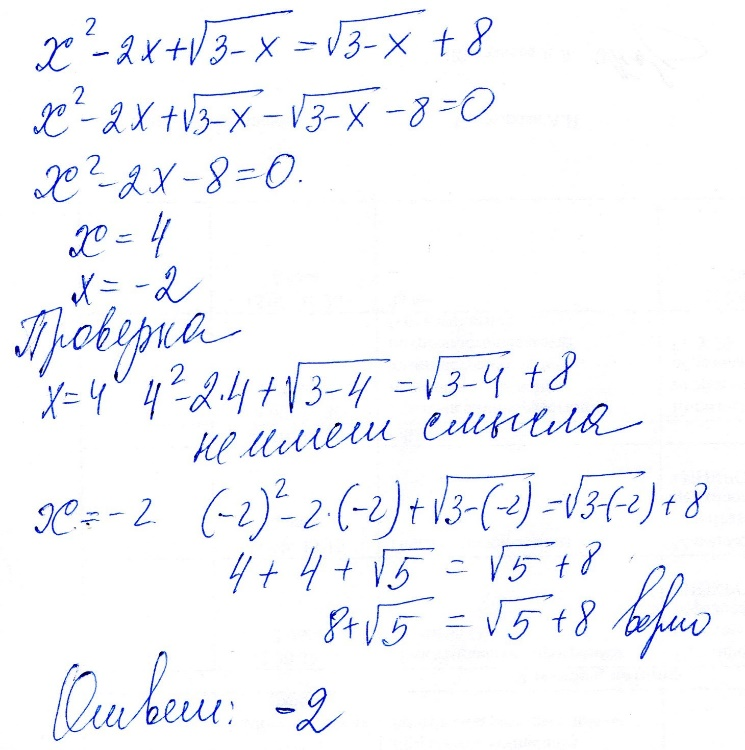 x² - 2x + √3-x = √3-x + 8
x² - 2x + √3-x - √3-x - 8 = 0
x² - 2x - 8 = 0.
x = 4
x = -2
Проверка
x = 4 4² - 2·4 + √3-4 = √3-4 + 8
не имеет смысла
x = -2. (-2)² - 2·(-2) + √3-(-2) = √3-(-2) + 8
4 + 4 + √5 = √5 + 8
8 + √5 = √5 + 8 верно
Ответ: -2